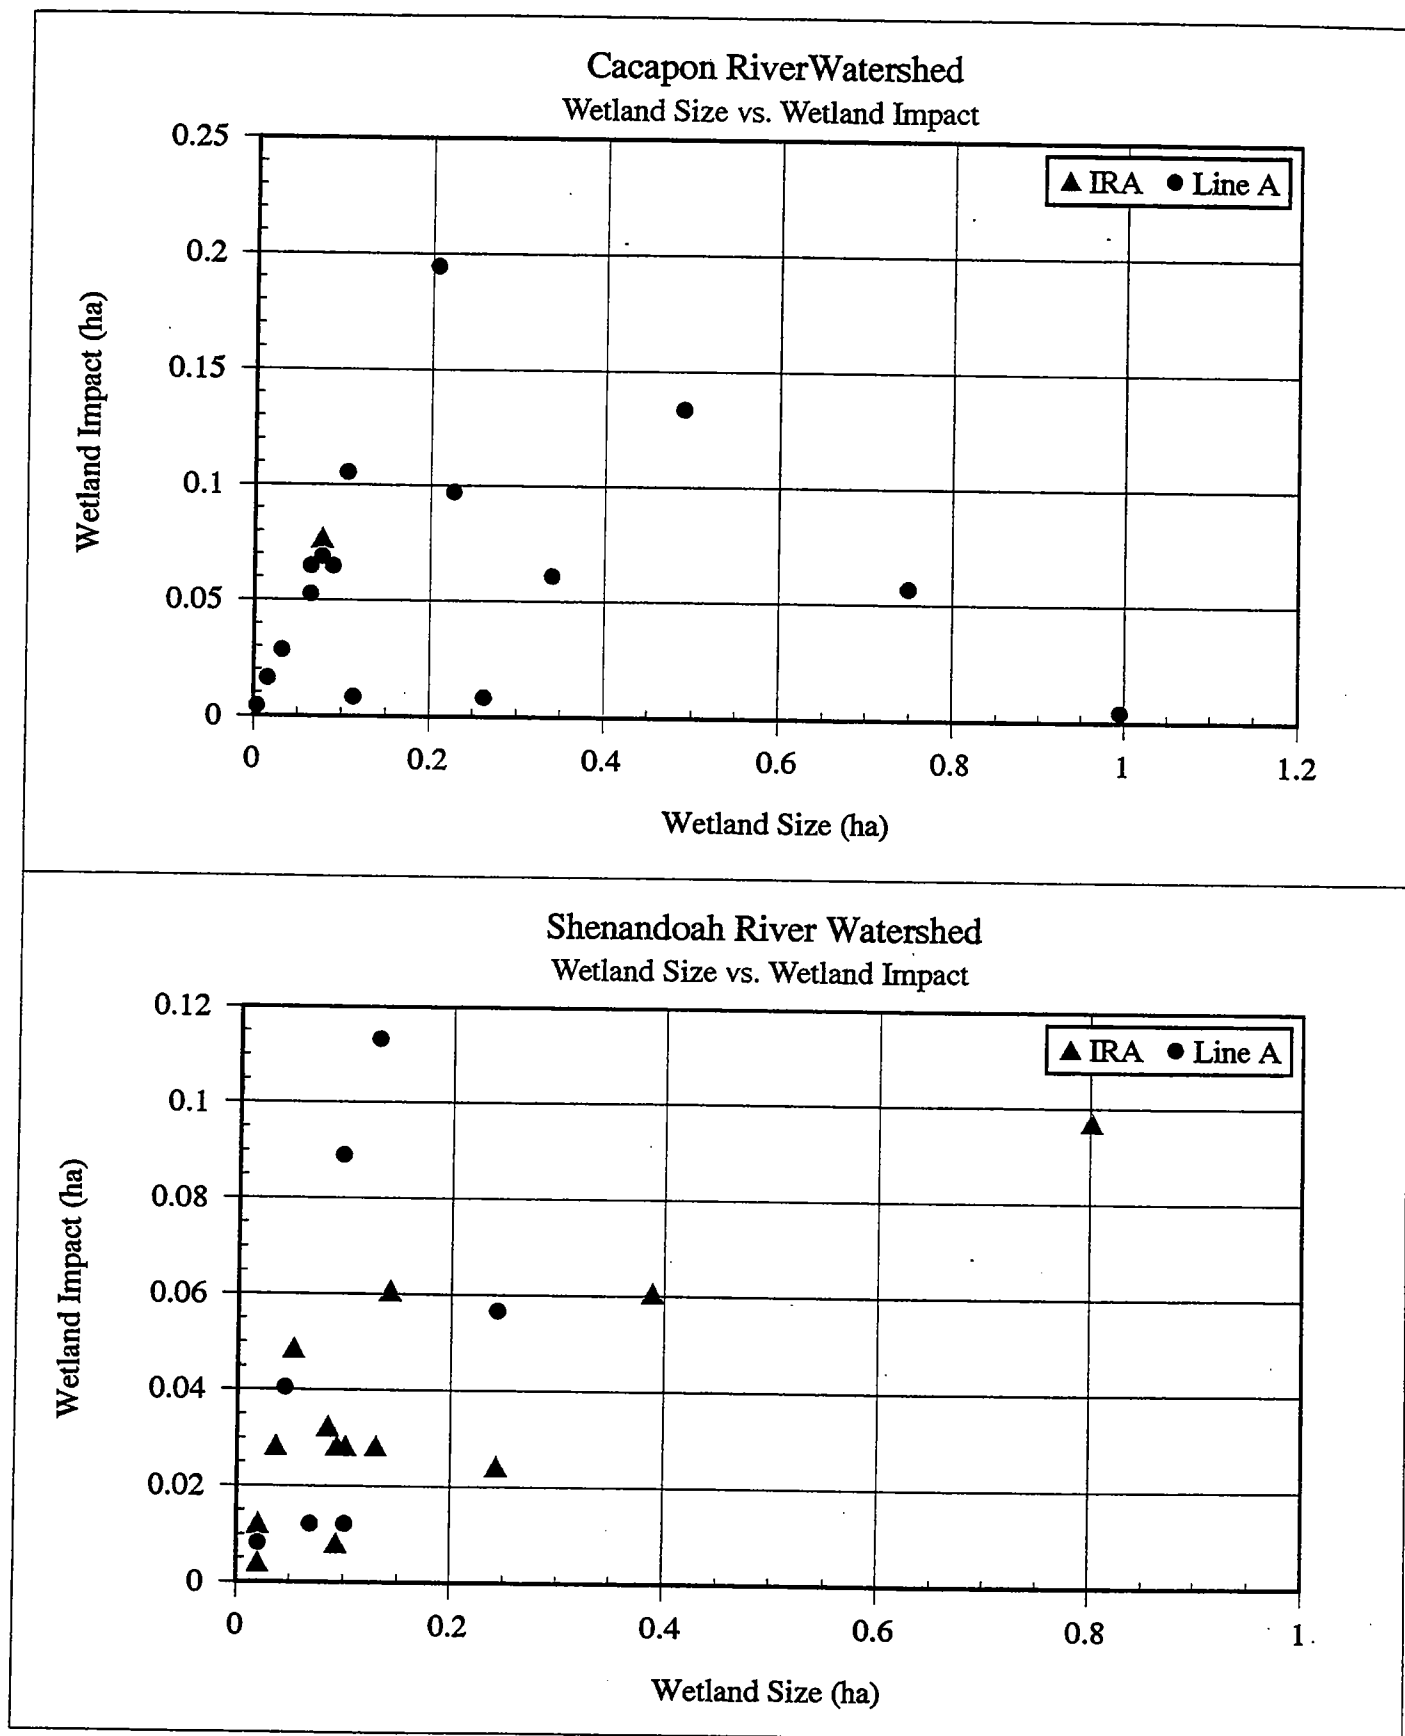 Cacapon RiverWatershed
Wetland Size vs. Wetland Impact
▲ IRA ● Line A
0.25
0.2
0.15
0.1
0.05
0
Wetland Impact (ha)
0 0.2 0.4 0.6 0.8 1 1.2
Wetland Size (ha)
Shenandoah River Watershed
Wetland Size vs. Wetland Impact
▲ IRA ● Line A
0.12
0.1
0.08
0.06
0.04
0.02
0
Wetland Impact (ha)
0 0.2 0.4 0.6 0.8 1
Wetland Size (ha)